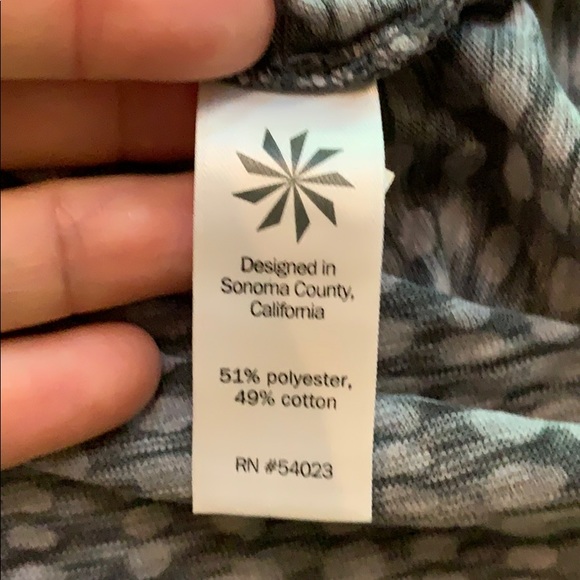 Designed in
Sonoma County,
California
51% polyester,
49% cotton
RN #54023